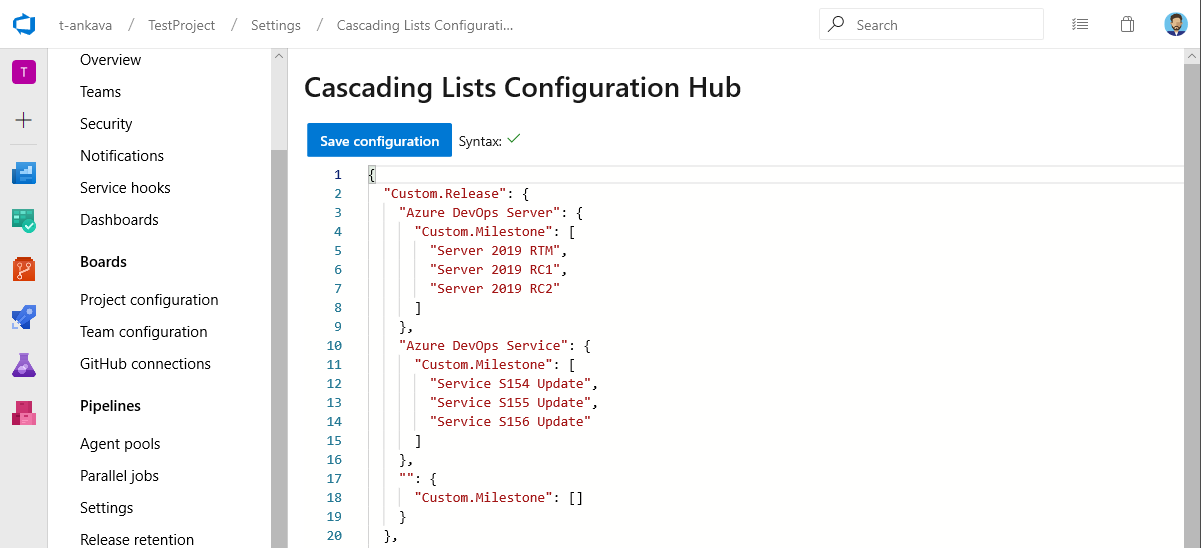 t-ankava / TestProject / Settings / Cascading Lists Configurati...
Search
T
Overview
Teams
Security
Notifications
Service hooks
Dashboards
Boards
Project configuration
Team configuration
GitHub connections
Pipelines
Agent pools
Parallel jobs
Settings
Release retention
Cascading Lists Configuration Hub
Save configuration Syntax:
1 {
2 "Custom.Release": {
3 "Azure DevOps Server": {
4 "Custom.Milestone": [
5 "Server 2019 RTM",
6 "Server 2019 RC1",
7 "Server 2019 RC2"
8 ]
9 },
10 "Azure DevOps Service": {
11 "Custom.Milestone": [
12 "Service S154 Update",
13 "Service S155 Update",
14 "Service S156 Update"
15 ]
16 },
17 "": {
18 "Custom.Milestone": []
19 }
20 },